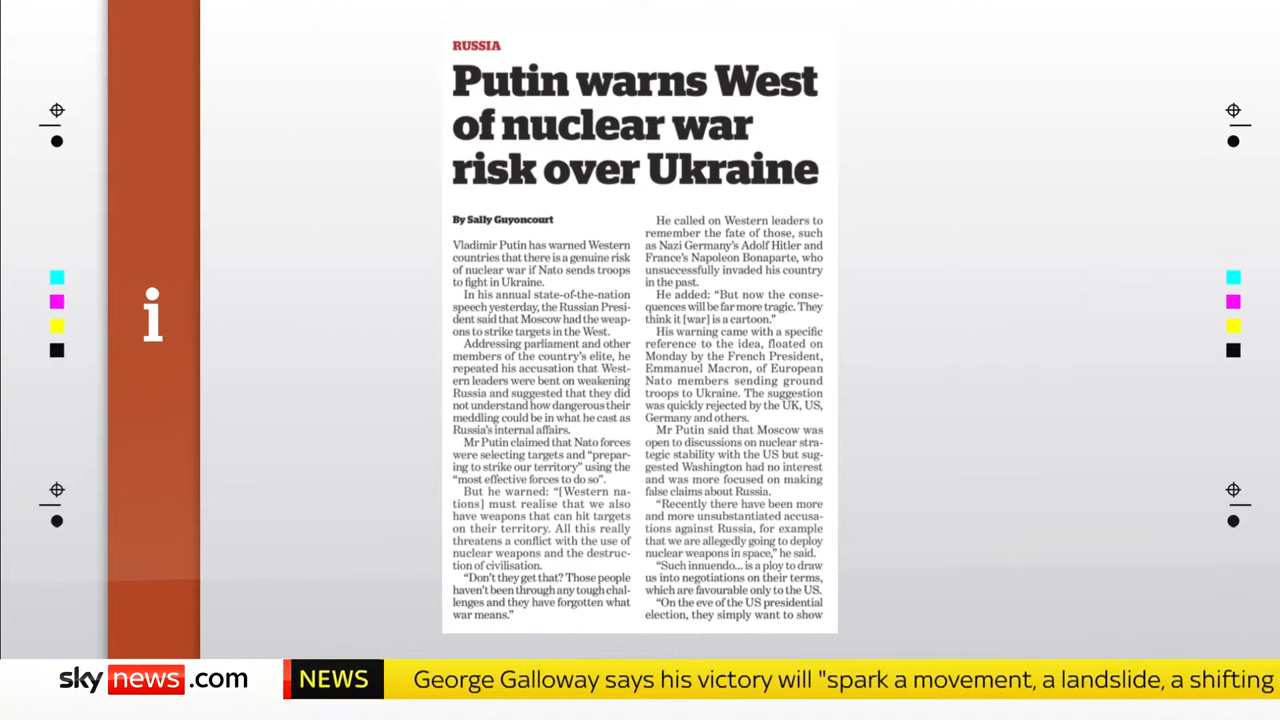 RUSSIA
Putin warns West
of nuclear war
risk over Ukraine
By Sally Guyoncourt
Vladimir Putin has warned Western
countries that there is a genuine risk
of nuclear war if Nato sends troops
to fight in Ukraine.
In his annual state-of-the-nation
speech yesterday, the Russian Presi-
dent said that Moscow had the weap-
ons to strike targets in the West.
Addressing parliament and other
members of the country's elite, he
repeated his accusation that West-
ern leaders were bent on weakening
Russia and suggested that they did
not understand how dangerous their
meddling could be in what he cast as
Russia's internal affairs.
Mr Putin claimed that Nato forces
were selecting targets and "prepar-
ing to strike our territory" using the
"most effective forces to do so".
But he warned: "[Western na-
tions] must realise that we also
have weapons that can hit targets
on their territory. All this really
threatens a conflict with the use of
nuclear weapons and the destruc-
tion of civilisation.
"Don't they get that? Those people
haven't been through any tough chal-
lenges and they have forgotten what
war means."
He called on Western leaders to
remember the fate of those, such
as Nazi Germany's Adolf Hitler and
France's Napoleon Bonaparte, who
unsuccessfully invaded his country
in the past.
He added: "But now the conse-
quences will be far more tragic. They
think it [war] is a cartoon."
His warning came with a specific
reference to the idea, floated on
Monday by the French President,
Emmanuel Macron, of European
Nato members sending ground
troops to Ukraine. The suggestion
was quickly rejected by the UK, US,
Germany and others.
Mr Putin said that Moscow was
open to discussions on nuclear stra-
tegic stability with the US but sug-
gested Washington had no interest
and was more focused on making
false claims about Russia.
"Recently there have been more
and more unsubstantiated accusa-
tions against Russia, for example
that we are allegedly going to deploy
nuclear weapons in space," he said.
"Such innuendo... is a ploy to draw
us into negotiations on their terms,
which are favourable only to the US.
"On the eve of the US presidential
election, they simply want to show
i
sky news .com
NEWS
George Galloway says his victory will "spark a movement, a landslide, a shifting